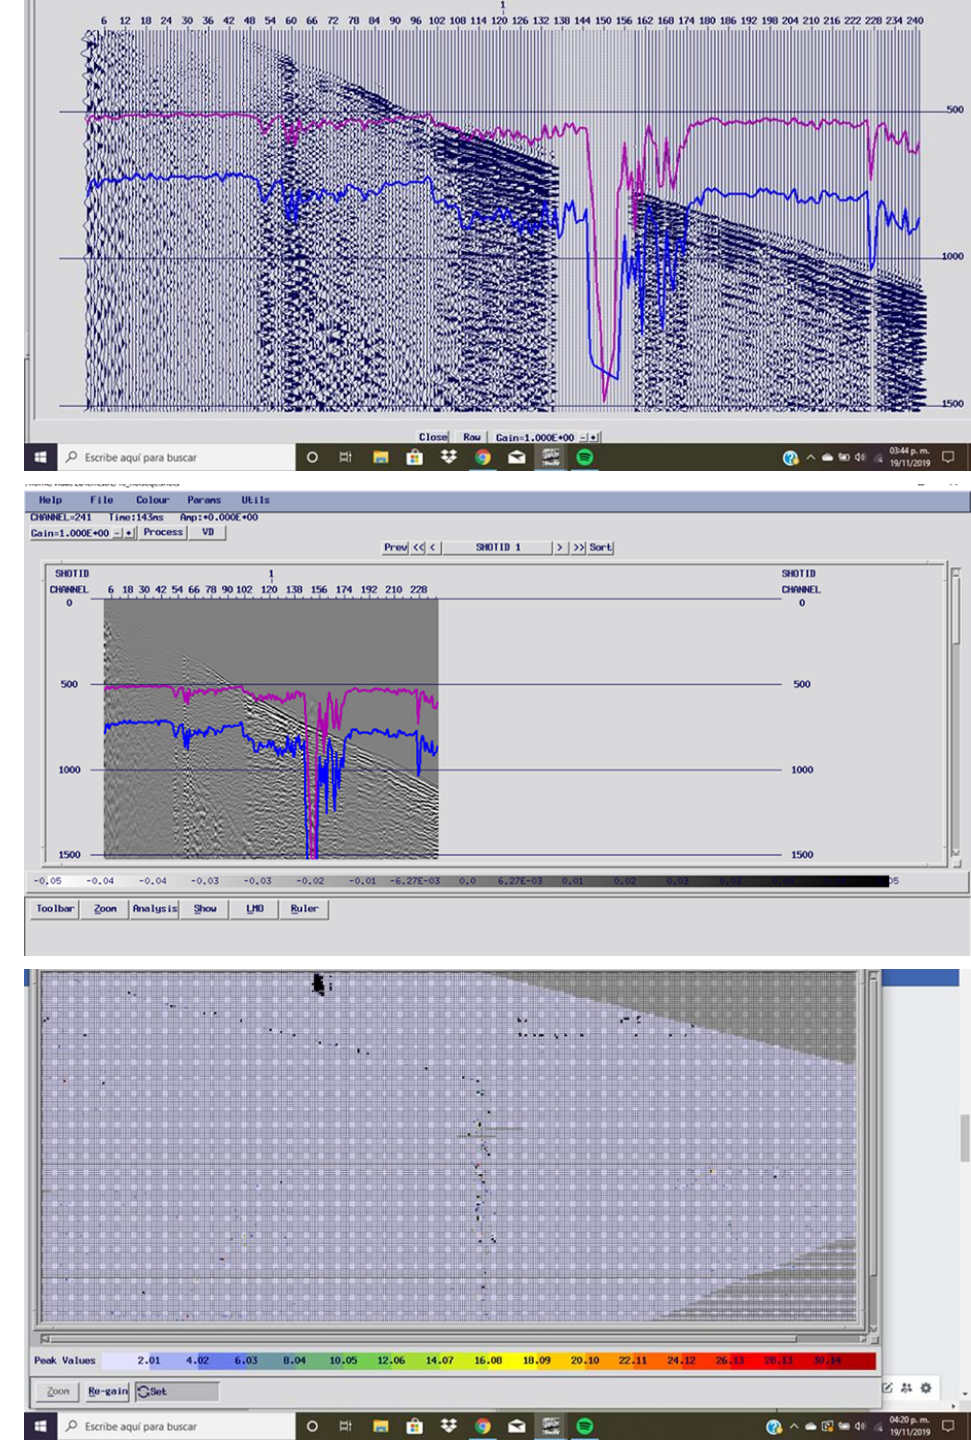 1
6 12 18 24 30 36 42 48 54 60 66 72 78 84 90 96 102 108 114 120 126 132 138 144 150 156 162 168 174 180 186 192 198 204 210 216 222 228 234 240
500
1000
1500
Close Raw Gain=1.000E+00 - +
Escribe aquí para buscar
03:44 p. m.
19/11/2019
Help File Colour Params Utils
CHANNEL=241 Time:143ms Amp:+0.000E+00
Gain=1.000E+00 - + Process VD
Prev << < SHOTID 1 > >> Sort
SHOTID 1 SHOTID
CHANNEL 6 18 30 42 54 66 78 90 102 120 138 156 174 192 210 228 CHANNEL
0 0
500 500
1000 1000
1500 1500
-0.05 -0.04 -0.04 -0.03 -0.03 -0.02 -0.01 -6.27E-03 0.0 6.27E-03 0.01 0.02 0.03 0.03 0.04 05
Toolbar Zoom Analysis Show LMO Ruler
Peak Values 2.01 4.02 6.03 8.04 10.05 12.06 14.07 16.08 18.09 20.10 22.11 24.12 26.13 28.13 30.14
Zoom Re-gain Set
Escribe aquí para buscar
04:20 p. m.
19/11/2019